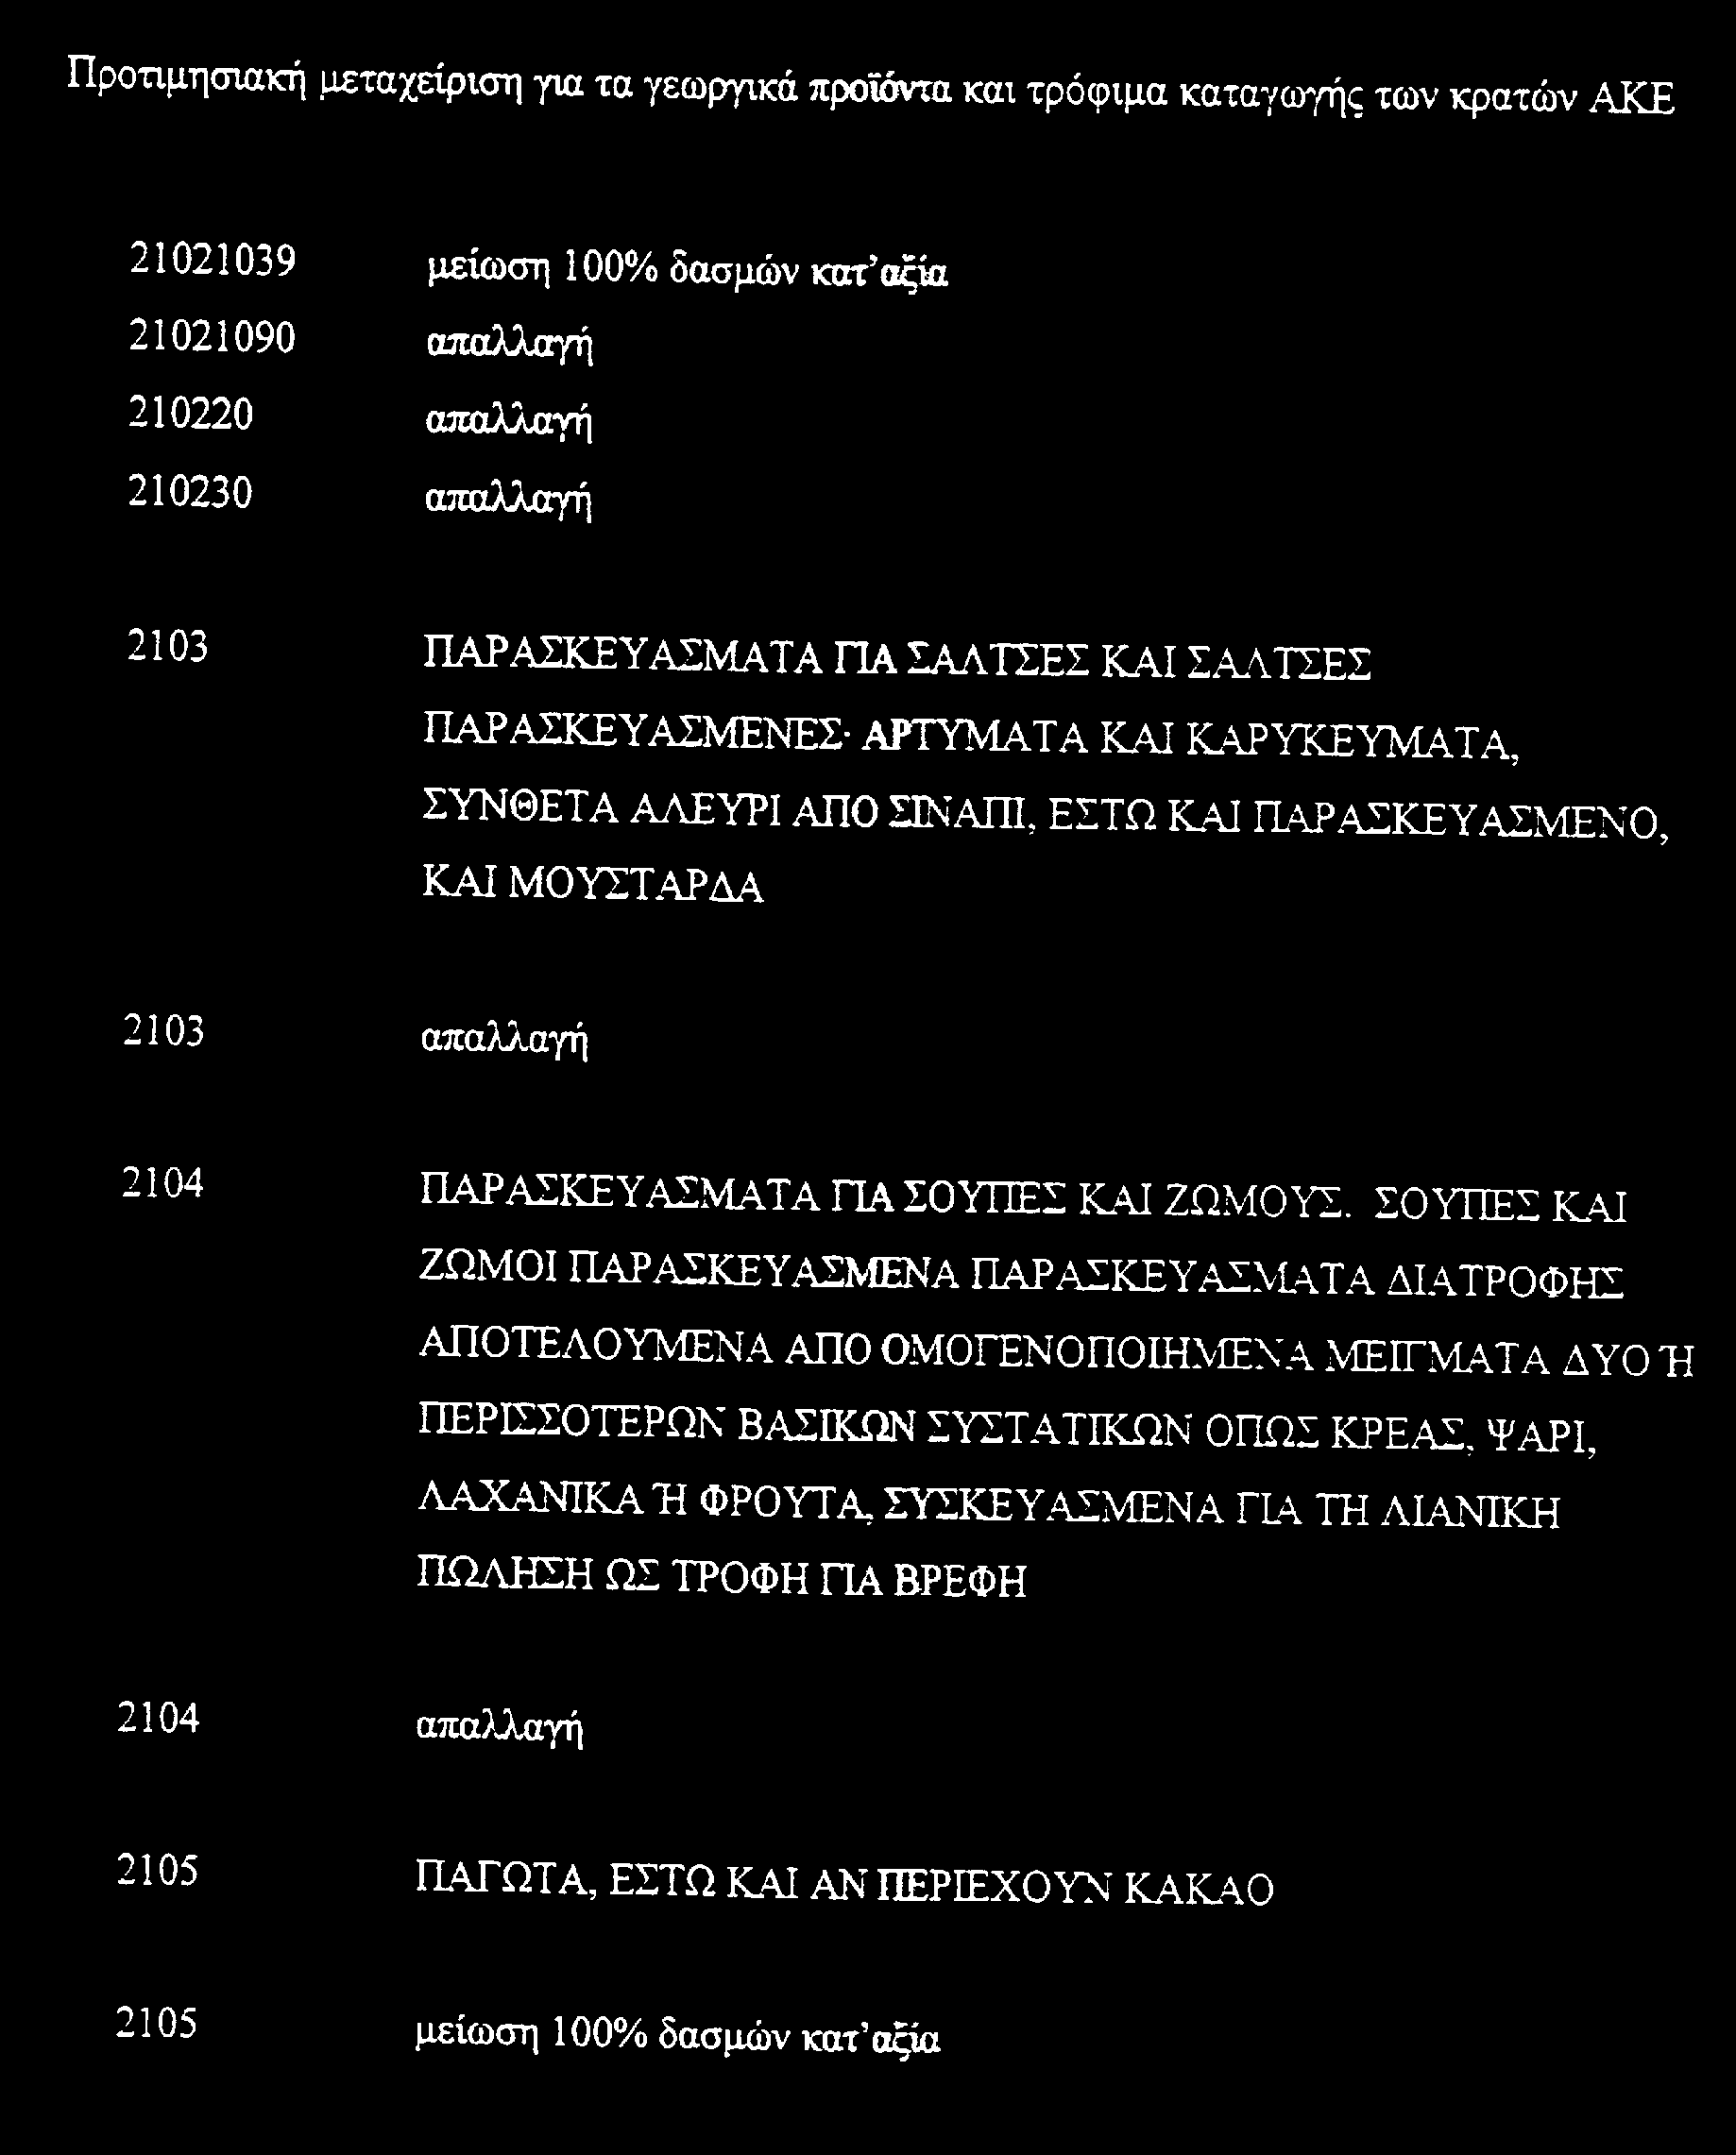 Προτιμησιακή μεταχείριση για τα γεωργικά προϊόντα και τρόφιμα καταγωγής των κρατών ΑΚΕ
21021039 μείωση 100% δασμών κατ’αξία
21021090 απαλλαγή
210220 απαλλαγή
210230 απαλλαγή
2103 ΠΑΡΑΣΚΕΥΑΣΜΑΤΑ ΓΙΑ ΣΑΛΤΣΕΣ ΚΑΙ ΣΑΛΤΣΕΣ
ΠΑΡΑΣΚΕΥΑΣΜΕΝΕΣ· ΑΡΤΥΜΑΤΑ ΚΑΙ ΚΑΡΥΚΕΥΜΑΤΑ,
ΣΥΝΘΕΤΑ ΑΛΕΥΡΙ ΑΠΟ ΣΙΝΑΠΙ, ΕΣΤΩ ΚΑΙ ΠΑΡΑΣΚΕΥΑΣΜΕΝΟ,
ΚΑΙ ΜΟΥΣΤΑΡΔΑ
2103 απαλλαγή
2104 ΠΑΡΑΣΚΕΥΑΣΜΑΤΑ ΓΙΑ ΣΟΥΠΕΣ ΚΑΙ ΖΩΜΟΥΣ. ΣΟΥΠΕΣ ΚΑΙ
ΖΩΜΟΙ ΠΑΡΑΣΚΕΥΑΣΜΕΝΑ ΠΑΡΑΣΚΕΥΑΣΜΑΤΑ ΔΙΑΤΡΟΦΗΣ
ΑΠΟΤΕΛΟΥΜΕΝΑ ΑΠΟ ΟΜΟΓΕΝΟΠΟΙΗΜΕΝΑ ΜΕΙΓΜΑΤΑ ΔΥΟ Ή
ΠΕΡΙΣΣΟΤΕΡΩΝ ΒΑΣΙΚΩΝ ΣΥΣΤΑΤΙΚΩΝ ΟΠΩΣ ΚΡΕΑΣ, ΨΑΡΙ,
ΛΑΧΑΝΙΚΑ Ή ΦΡΟΥΤΑ, ΣΥΣΚΕΥΑΣΜΕΝΑ ΓΙΑ ΤΗ ΛΙΑΝΙΚΗ
ΠΩΛΗΣΗ ΩΣ ΤΡΟΦΗ ΓΙΑ ΒΡΕΦΗ
2104 απαλλαγή
2105 ΠΑΓΩΤΑ, ΕΣΤΩ ΚΑΙ ΑΝ ΠΕΡΙΕΧΟΥΝ ΚΑΚΑΟ
2105 μείωση 100% δασμών κατ’αξία